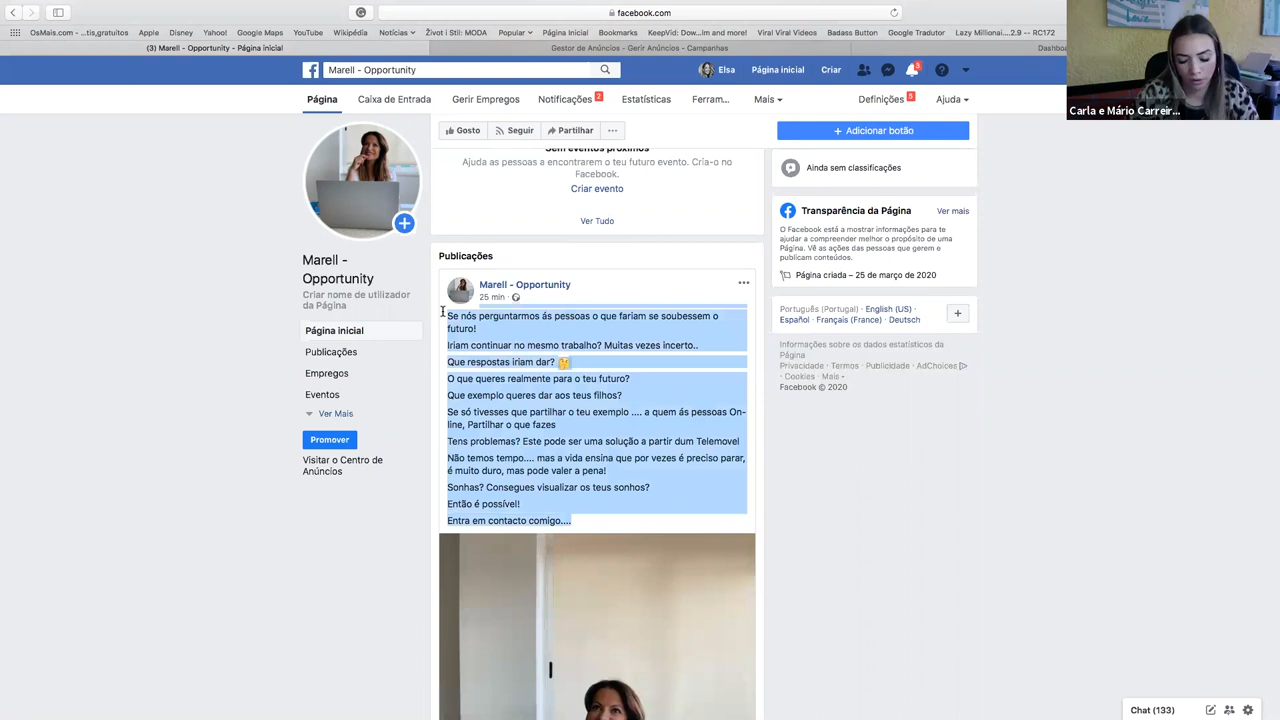 facebook.com
OsMais.com - ...tis,gratuitos
Apple
Disney
Yahoo!
Google Maps
YouTube
Wikipédia
Notícias
Život i Stil: MODA
Popular
Página Inicial
Bookmarks
KeepVid: Dow...im and more!
Viral Viral Videos
Badass Button
Google Tradutor
Lazy Millionai....2.9 -- RC172
(3) Marell - Opportunity - Página inicial
Gestor de Anúncios - Gerir Anúncios - Campanhas
Dashboa
Marell - Opportunity
Elsa
Página inicial
Criar
3
Página
Caixa de Entrada
Gerir Empregos
Notificações 2
Estatísticas
Ferram...
Mais
Definições 5
Ajuda
Gosto
Seguir
Partilhar
...
+ Adicionar botão
Sem eventos próximos
Ajuda as pessoas a encontrarem o teu futuro evento. Cria-o no
Facebook.
Criar evento
Ver Tudo
Ainda sem classificações
Transparência da Página
Ver mais
O Facebook está a mostrar informações para te
ajudar a compreender melhor o propósito de uma
Página. Vê as ações das pessoas que gerem e
publicam conteúdos.
Página criada – 25 de março de 2020
Português (Portugal) · English (US) ·
Español · Français (France) · Deutsch
Informações sobre os dados estatísticos da
Página
Privacidade · Termos · Publicidade · AdChoices
· Cookies · Mais
Facebook © 2020
Marell -
Opportunity
Criar nome de utilizador
da Página
Página inicial
Publicações
Empregos
Eventos
Ver Mais
Promover
Visitar o Centro de
Anúncios
Publicações
Marell - Opportunity
25 min ·
Se nós perguntarmos ás pessoas o que fariam se soubessem o
futuro!
Iriam continuar no mesmo trabalho? Muitas vezes incerto..
Que respostas iriam dar?
O que queres realmente para o teu futuro?
Que exemplo queres dar aos teus filhos?
Se só tivesses que partilhar o teu exemplo .... a quem ás pessoas On-
line, Partilhar o que fazes
Tens problemas? Este pode ser uma solução a partir dum Telemovel
Não temos tempo.... mas a vida ensina que por vezes é preciso parar,
é muito duro, mas pode valer a pena!
Sonhas? Consegues visualizar os teus sonhos?
Então é possível!
Entra em contacto comigo....
Carla e Mário Carreir...
Chat (133)